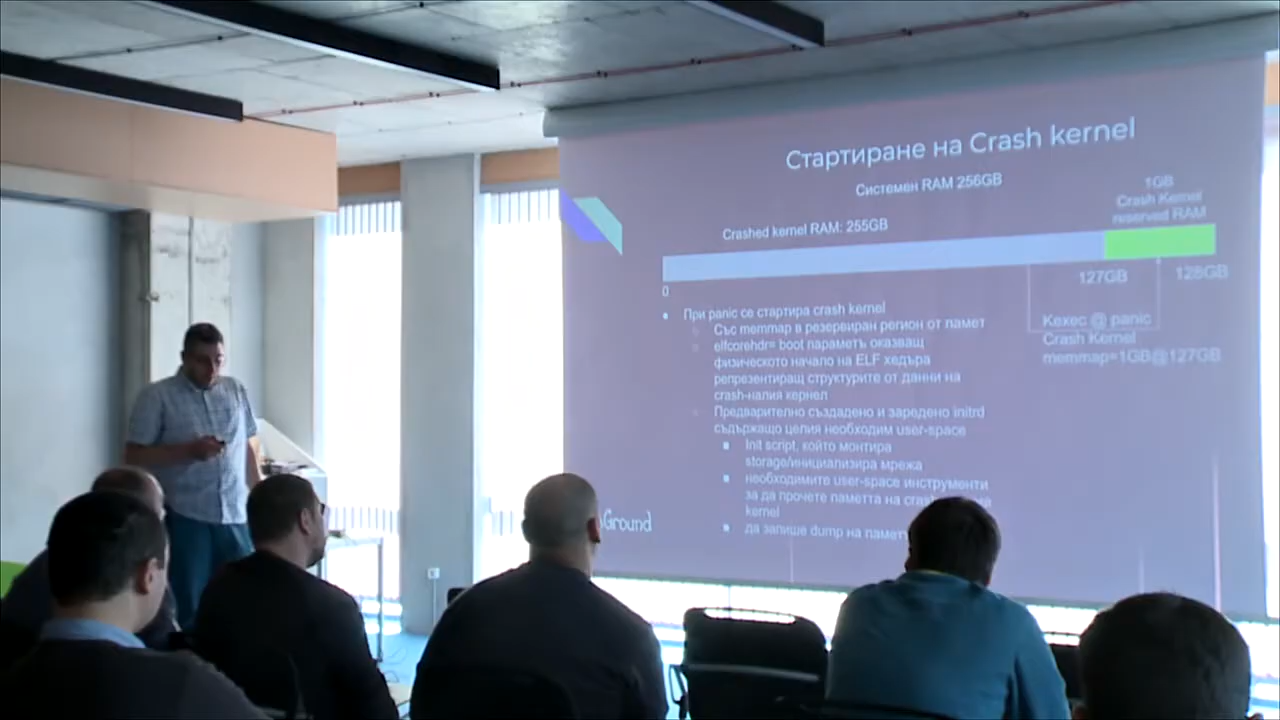 Стартиране на Crash kernel
Системен RAM 256GB
1GB
Crash Kernel
reserved RAM
Crashed kernel RAM: 255GB
0
127GB
128GB
Kexec @ panic
Crash Kernel
memmap=1GB@127GB
При panic се стартира crash kernel
Със memmap в резервиран регион от памет
elfcorehdr= boot параметъ оказващ
физическото начало на ELF хедъра
репрезентиращ структурите от данни на
crash-налия кернел
Предварително създадено и заредено initrd
съдържащо целия необходим user-space
Init script, който монтира
storage/инициализира мрежа
необходимите user-space инструменти
за да прочете паметта на
kernel
да запише dump на
Ground